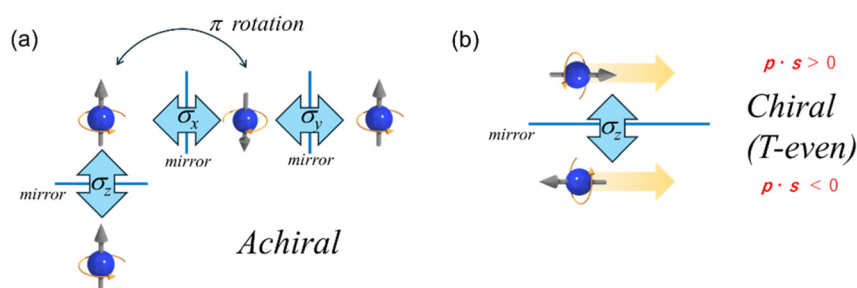 (a)
π rotation
σx
mirror
σy
mirror
mirror
σz
Achiral
(b)
p · s > 0
mirror
σz
Chiral
(T-even)
p · s < 0